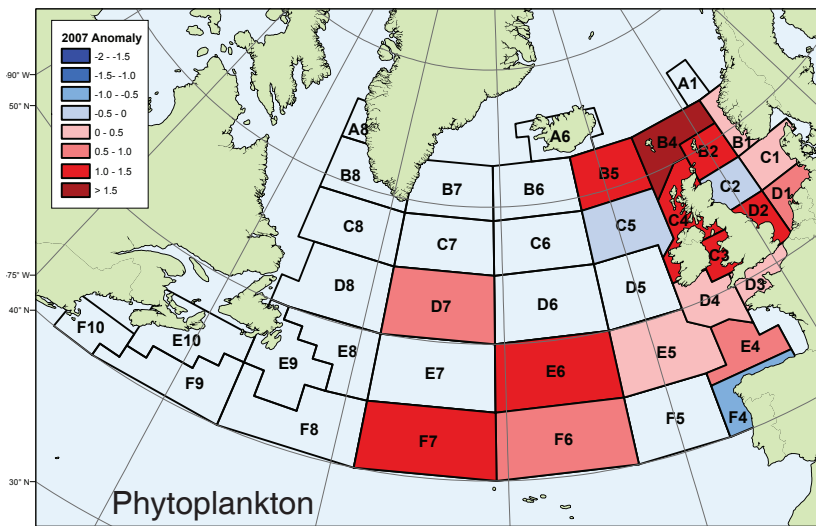 2007 Anomaly
-2 - -1.5
-1.5 - -1.0
-1.0 - -0.5
-0.5 - 0
0 - 0.5
0.5 - 1.0
1.0 - 1.5
> 1.5
90° W
50° N
75° W
40° N
30° N
A1
A8
A6
B4
B2
B1
C1
B8
B7
B6
B5
C2
D1
C8
C7
C6
C5
C4
D2
C3
D8
D7
D6
D5
D4
D3
F10
E10
E9
E8
E7
E6
E5
E4
F9
F8
F7
F6
F5
F4
Phytoplankton